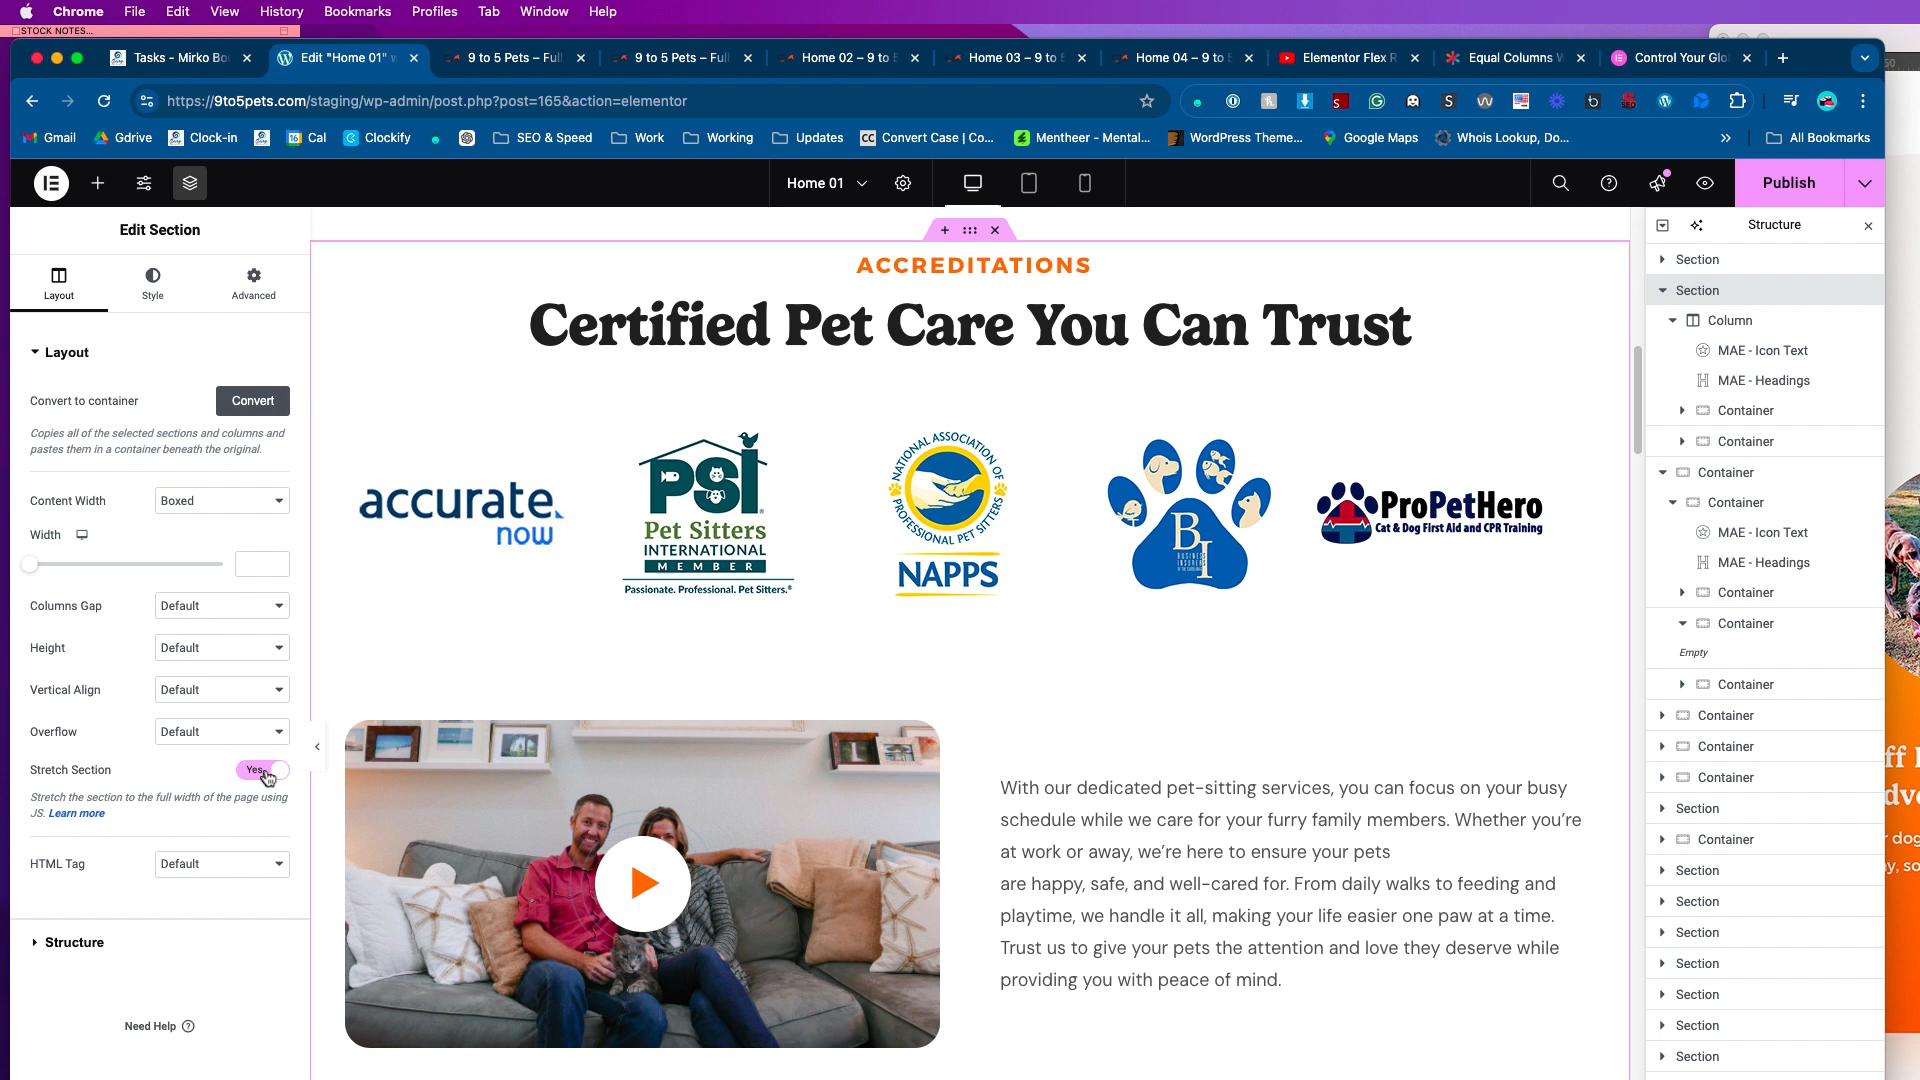 Chrome File Edit View History Bookmarks Profiles Tab Window Help
STOCK NOTES...
Tasks - Mirko Bo
Edit "Home 01" w
9 to 5 Pets – Full
9 to 5 Pets – Full
Home 02 – 9 to 5
Home 03 – 9 to 5
Home 04 – 9 to 5
Elementor Flex R
Equal Columns W
Control Your Glo
https://9to5pets.com/staging/wp-admin/post.php?post=165&action=elementor
Gmail Gdrive Clock-in Cal Clockify SEO & Speed Work Working Updates Convert Case | Co... Mentheer - Mental... WordPress Theme... Google Maps Whois Lookup, Do... » All Bookmarks
Home 01
Publish
Edit Section
Layout Style Advanced
Layout
Convert to container Convert
Copies all of the selected sections and columns and
pastes them in a container beneath the original.
Content Width Boxed
Width
Columns Gap Default
Height Default
Vertical Align Default
Overflow Default
Stretch Section Yes
Stretch the section to the full width of the page using
JS. Learn more
HTML Tag Default
Structure
Need Help
ACCREDITATIONS
Certified Pet Care You Can Trust
accurate.
now
PSI
Pet Sitters
INTERNATIONAL
MEMBER
Passionate. Professional. Pet Sitters.®
NATIONAL ASSOCIATION OF
PROFESSIONAL PET SITTERS
NAPPS
B
I
ProPetHero
Cat & Dog First Aid and CPR Training
With our dedicated pet-sitting services, you can focus on your busy
schedule while we care for your furry family members. Whether you're
at work or away, we're here to ensure your pets
are happy, safe, and well-cared for. From daily walks to feeding and
playtime, we handle it all, making your life easier one paw at a time.
Trust us to give your pets the attention and love they deserve while
providing you with peace of mind.
Structure
Section
Section
Column
MAE - Icon Text
MAE - Headings
Container
Container
Container
Container
MAE - Icon Text
MAE - Headings
Container
Container
Empty
Container
Container
Container
Container
Section
Container
Section
Section
Section
Section
Section
Section
Section